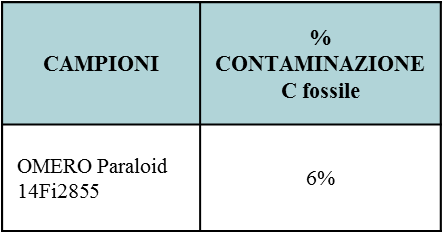 CAMPIONI
%
CONTAMINAZIONE
C fossile
OMERO Paraloid
14Fi2855
6%